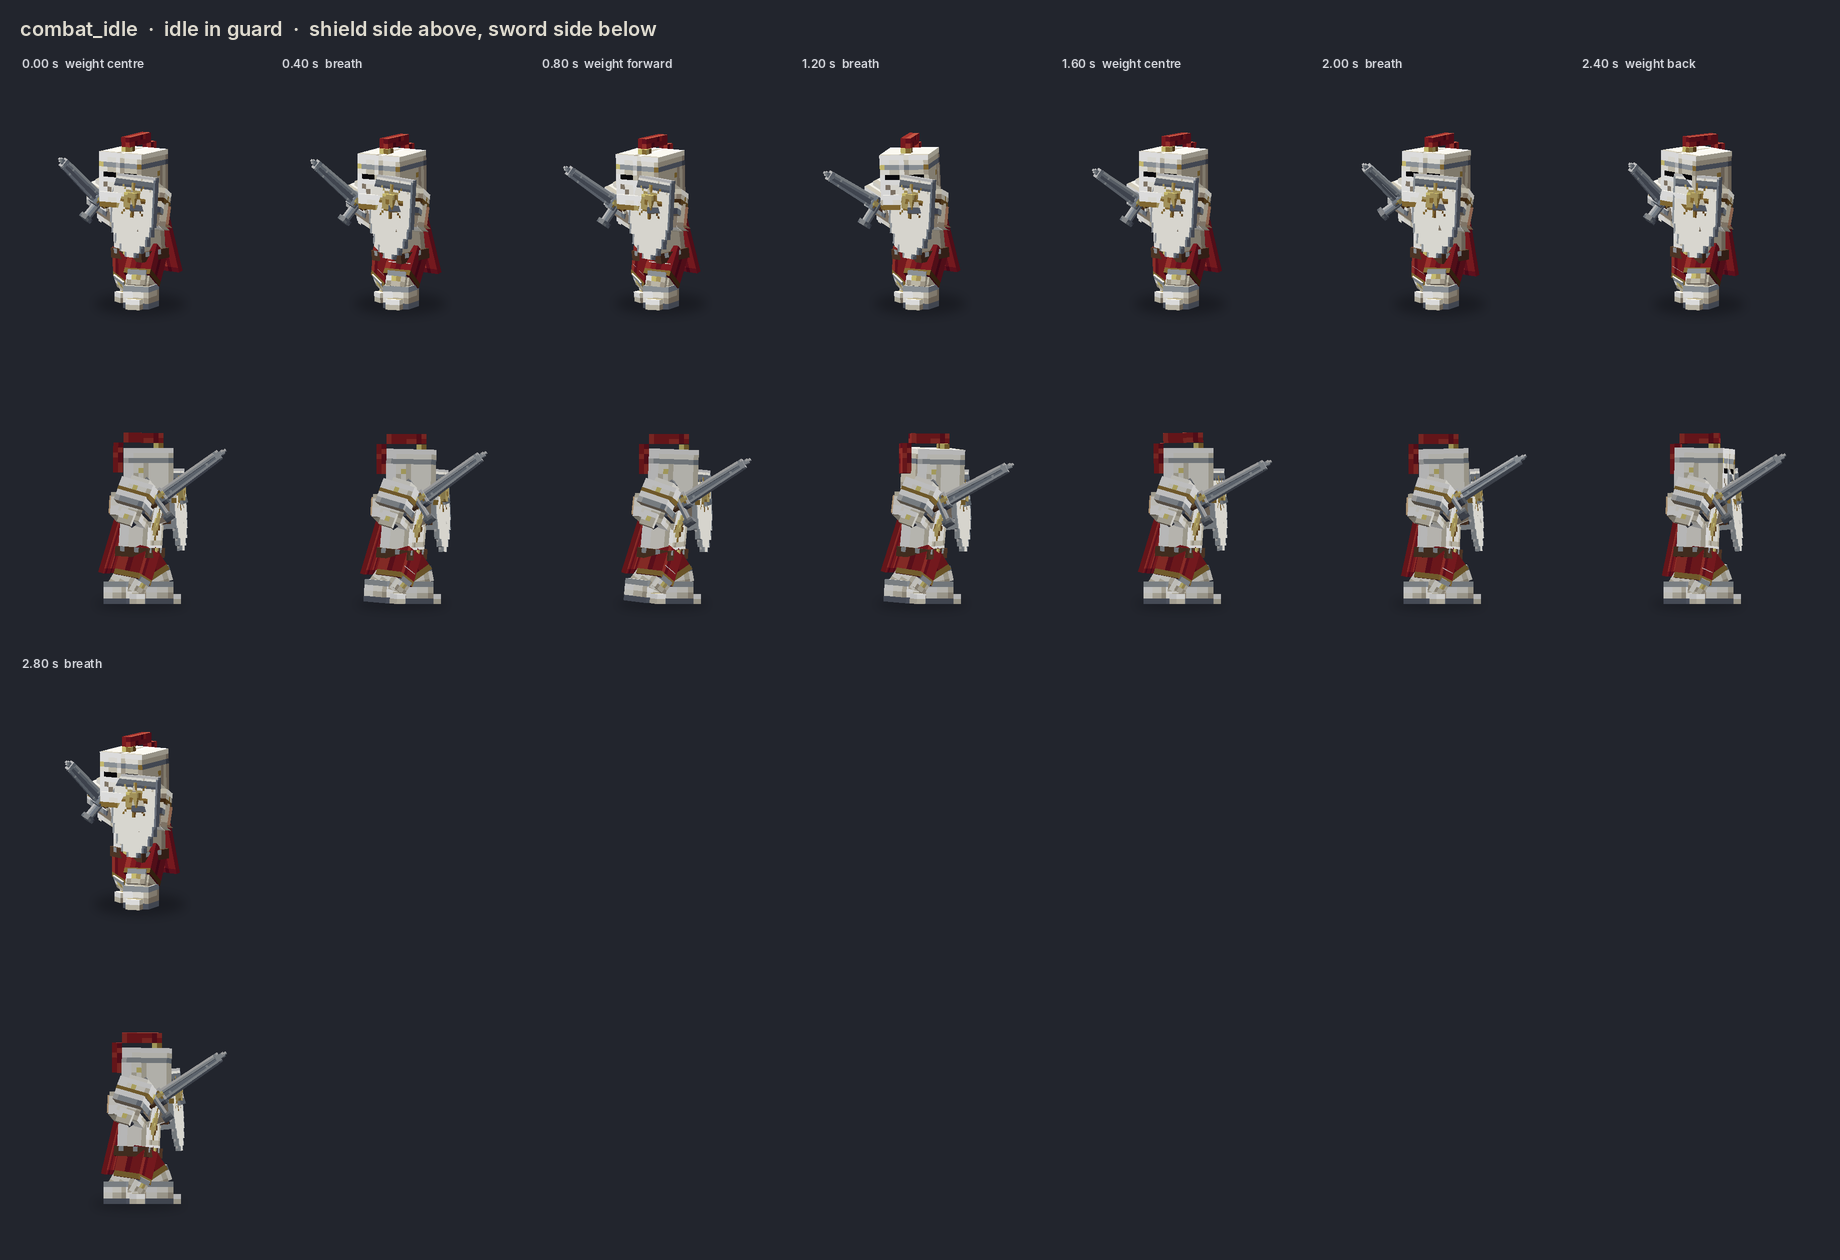 combat_idle · idle in guard · shield side above, sword side below
0.00 s weight centre
0.40 s breath
0.80 s weight forward
1.20 s breath
1.60 s weight centre
2.00 s breath
2.40 s weight back
2.80 s breath